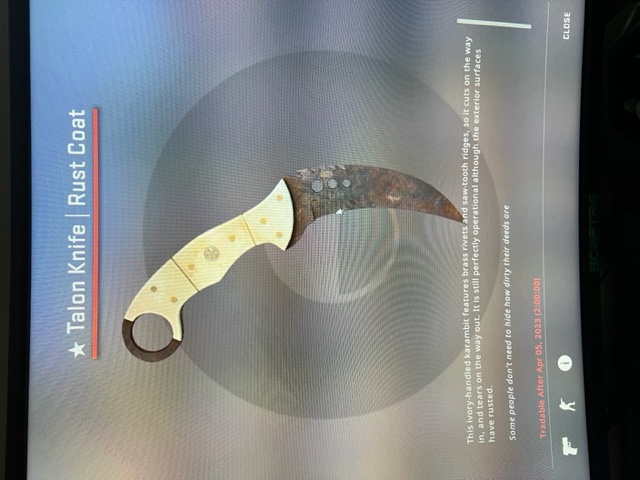 ★ Talon Knife | Rust Coat
This ivory-handled karambit features brass rivets and saw-tooth ridges, so it cuts on the way
in, and tears on the way out. It is still perfectly operational although the exterior surfaces
have rusted.
Some people don't need to hide how dirty their deeds are
Tradable After Apr 05, 2023 (2:00:00)
CLOSE
SCEPTRE